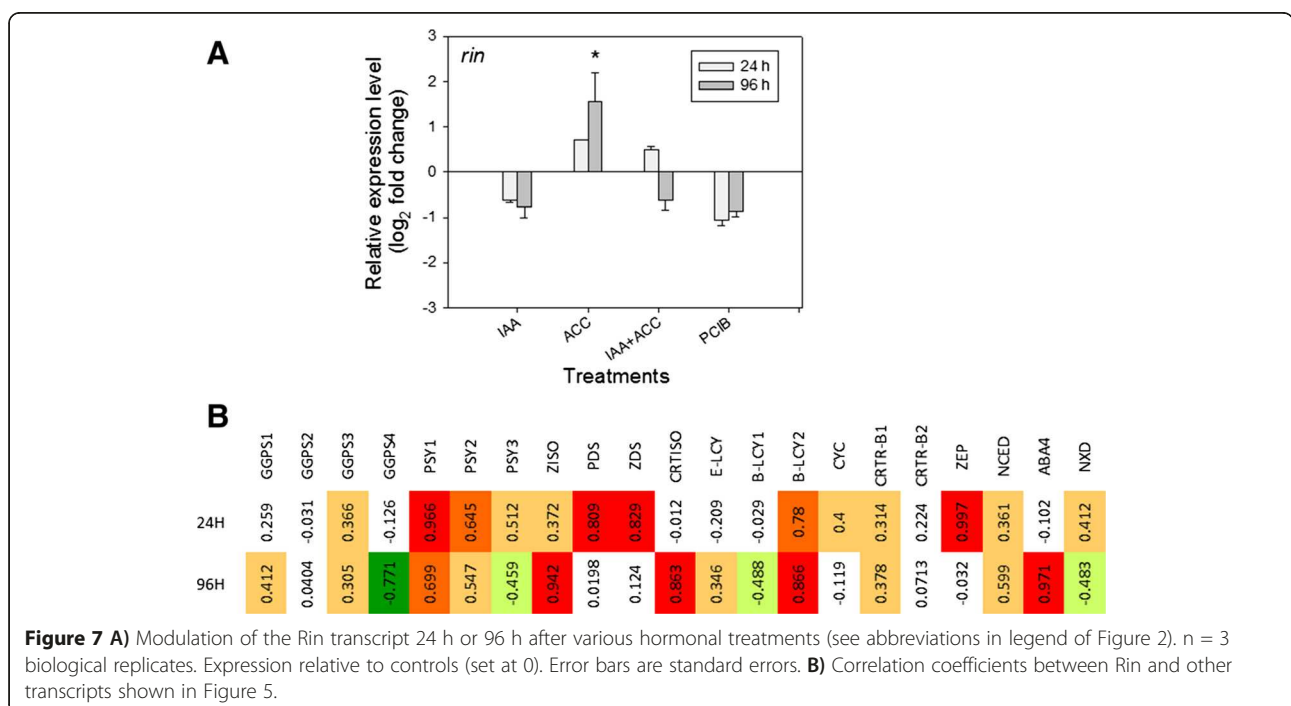 A
rin
*
24 h
96 h
3
2
1
0
-1
-2
-3
Relative expression level
(log2 fold change)
IAA
ACC
IAA+ACC
PCIB
Treatments
B
GGPS1 GGPS2 GGPS3 GGPS4 PSY1 PSY2 PSY3 ZISO PDS ZDS CRTISO E-LCY B-LCY1 B-LCY2 CYC CRTR-B1 CRTR-B2 ZEP NCED ABA4 NXD
24H 0.259 -0.031 0.366 -0.126 0.966 0.645 0.512 0.372 0.809 0.829 -0.012 -0.209 -0.029 0.78 0.4 0.314 0.224 0.997 0.361 -0.102 0.412
96H 0.412 0.0404 0.305 -0.771 0.699 0.547 -0.459 0.942 0.0198 0.124 0.863 0.346 -0.488 0.866 -0.119 0.378 0.0713 -0.032 0.599 0.971 -0.483
Figure 7 A) Modulation of the Rin transcript 24 h or 96 h after various hormonal treatments (see abbreviations in legend of Figure 2). n = 3
biological replicates. Expression relative to controls (set at 0). Error bars are standard errors. B) Correlation coefficients between Rin and other
transcripts shown in Figure 5.